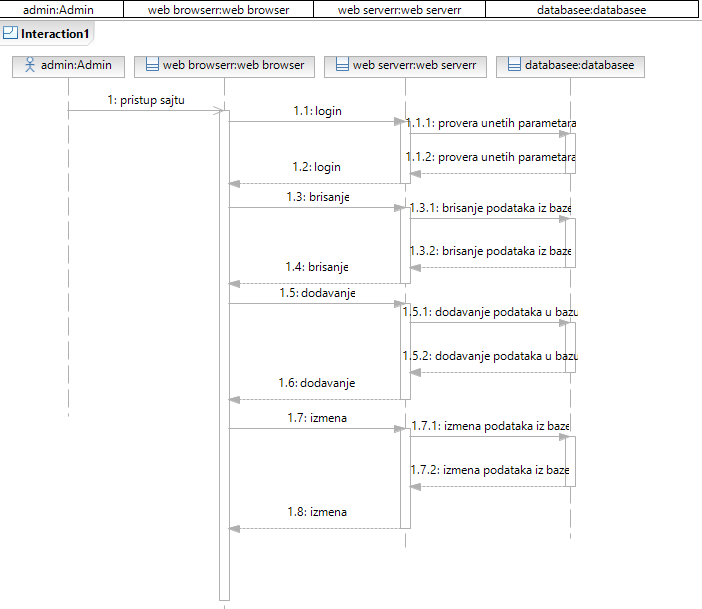 admin:Admin
web browserr:web browser
web serverr:web serverr
databasee:databasee
Interaction1
admin:Admin
web browserr:web browser
web serverr:web serverr
databasee:databasee
1: pristup sajtu
1.1: login
1.1.1: provera unetih parametara
1.1.2: provera unetih parametara
1.2: login
1.3: brisanje
1.3.1: brisanje podataka iz baze
1.3.2: brisanje podataka iz baze
1.4: brisanje
1.5: dodavanje
1.5.1: dodavanje podataka u bazu
1.5.2: dodavanje podataka u bazu
1.6: dodavanje
1.7: izmena
1.7.1: izmena podataka iz baze
1.7.2: izmena podataka iz baze
1.8: izmena